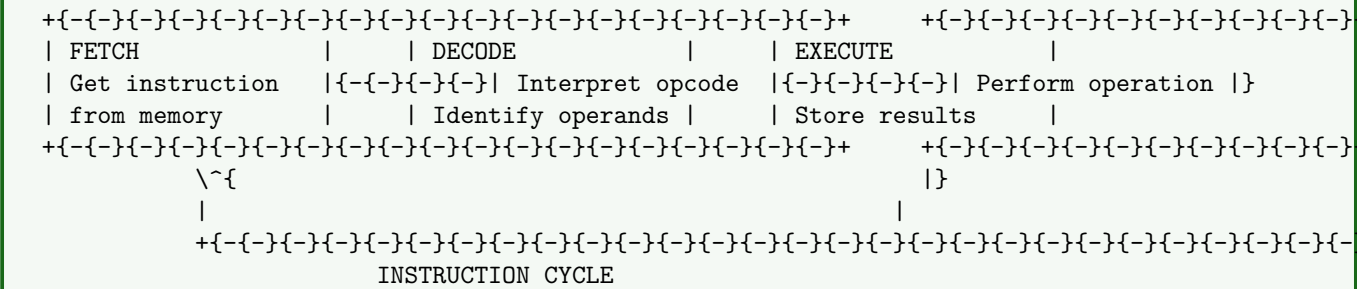 +{-{-}{-}{-}{-}{-}{-}{-}{-}{-}{-}{-}{-}{-}{-}{-}{-}{-}{-}{-}{-}{-}+ +{-}{-}{-}{-}{-}{-}{-}{-}{-}{-}{-}
| FETCH | | DECODE | | EXECUTE |
| Get instruction |{-{-}{-}{-}| Interpret opcode |{-}{-}{-}{-}| Perform operation |}
| from memory | | Identify operands | | Store results |
+{-{-}{-}{-}{-}{-}{-}{-}{-}{-}{-}{-}{-}{-}{-}{-}{-}{-}{-}{-}{-}{-}+ +{-}{-}{-}{-}{-}{-}{-}{-}{-}{-}{-}
\^{ |}
| |
+{-{-}{-}{-}{-}{-}{-}{-}{-}{-}{-}{-}{-}{-}{-}{-}{-}{-}{-}{-}{-}{-}{-}{-}{-}{-}{-}{-}{-}{-}{-}{-
INSTRUCTION CYCLE